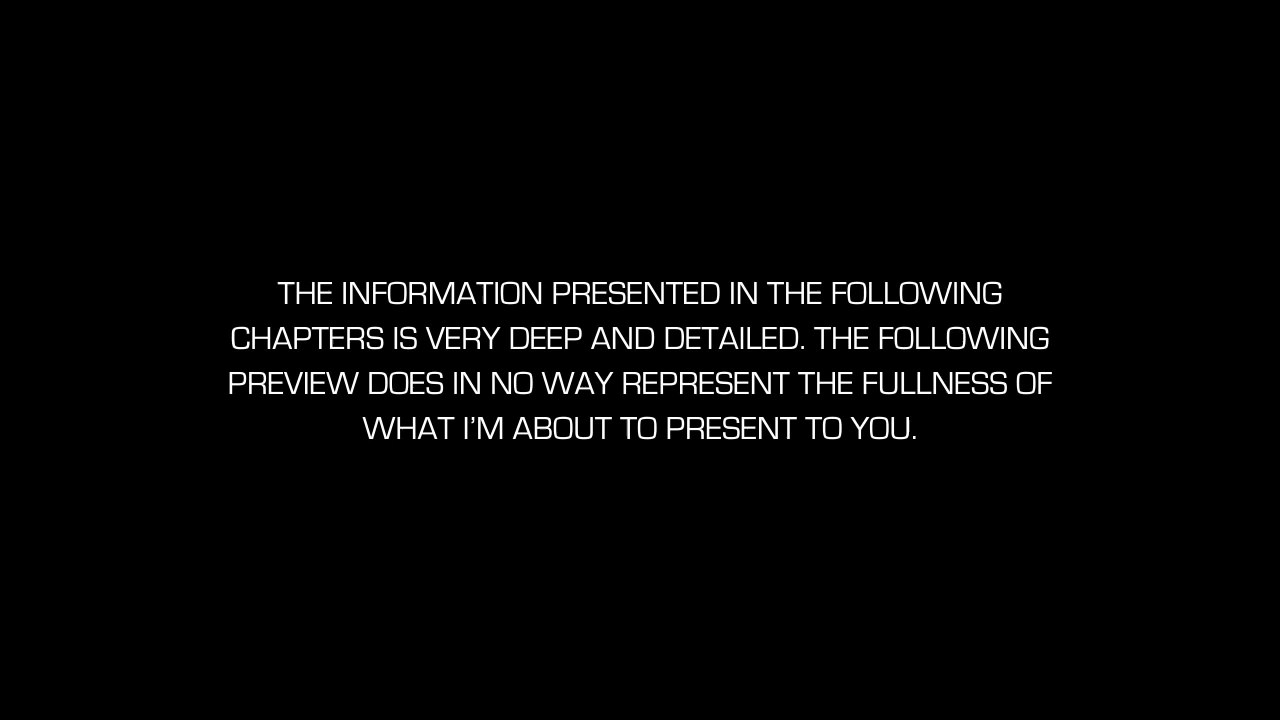 THE INFORMATION PRESENTED IN THE FOLLOWING
CHAPTERS IS VERY DEEP AND DETAILED. THE FOLLOWING
PREVIEW DOES IN NO WAY REPRESENT THE FULLNESS OF
WHAT I’M ABOUT TO PRESENT TO YOU.